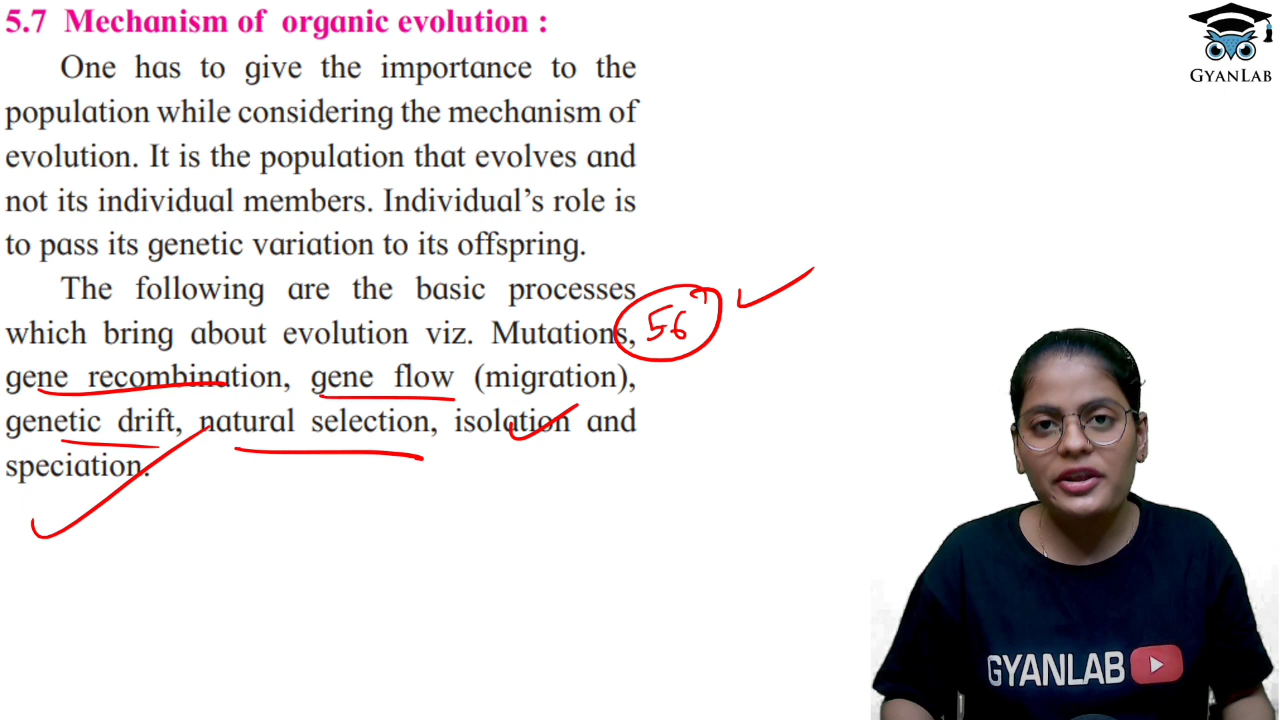 5.7 Mechanism of organic evolution :
One has to give the importance to the
population while considering the mechanism of
evolution. It is the population that evolves and
not its individual members. Individual's role is
to pass its genetic variation to its offspring.
The following are the basic processes
which bring about evolution viz. Mutations,
gene recombination, gene flow (migration),
genetic drift, natural selection, isolation and
speciation.
56
GYANLAB
GYANLAB